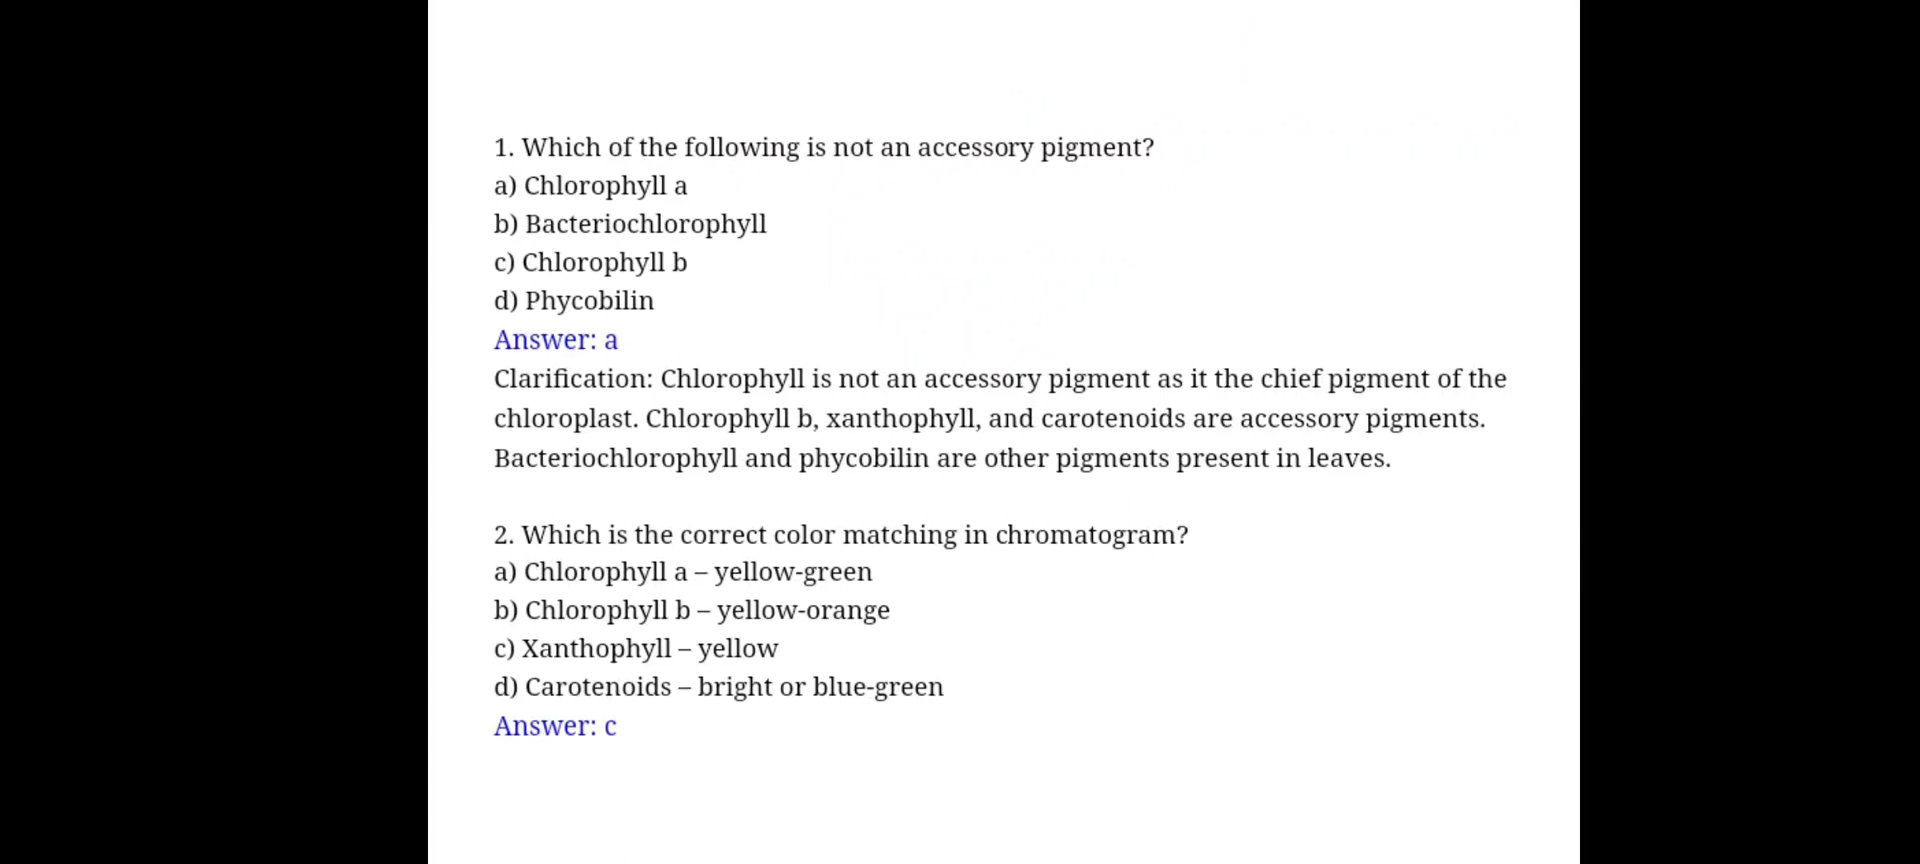 1. Which of the following is not an accessory pigment?
a) Chlorophyll a
b) Bacteriochlorophyll
c) Chlorophyll b
d) Phycobilin
Answer: a
Clarification: Chlorophyll is not an accessory pigment as it the chief pigment of the
chloroplast. Chlorophyll b, xanthophyll, and carotenoids are accessory pigments.
Bacteriochlorophyll and phycobilin are other pigments present in leaves.
2. Which is the correct color matching in chromatogram?
a) Chlorophyll a – yellow-green
b) Chlorophyll b – yellow-orange
c) Xanthophyll – yellow
d) Carotenoids – bright or blue-green
Answer: c